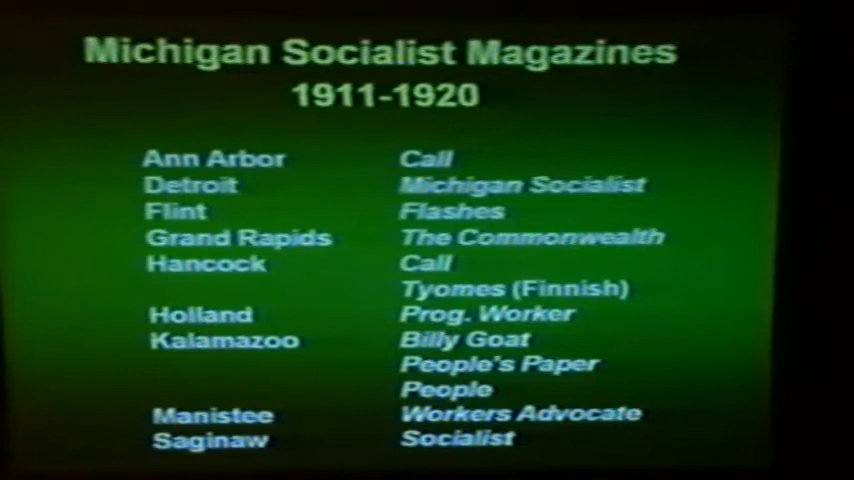 Michigan Socialist Magazines
1911-1920
Ann Arbor Call
Detroit Michigan Socialist
Flint Flashes
Grand Rapids The Commonwealth
Hancock Call
Tyomes (Finnish)
Holland Prog. Worker
Kalamazoo Billy Goat
People's Paper
People
Manistee Workers Advocate
Saginaw Socialist